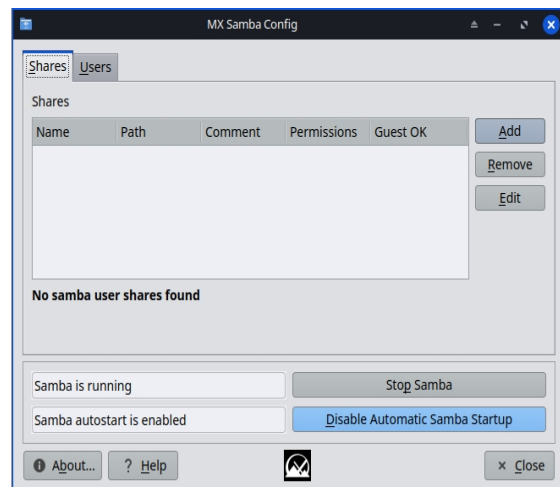 MX Samba Config
Shares Users
Shares
Name Path Comment Permissions Guest OK
Add
Remove
Edit
No samba user shares found
Samba is running
Stop Samba
Samba autostart is enabled
Disable Automatic Samba Startup
About...
? Help
Close